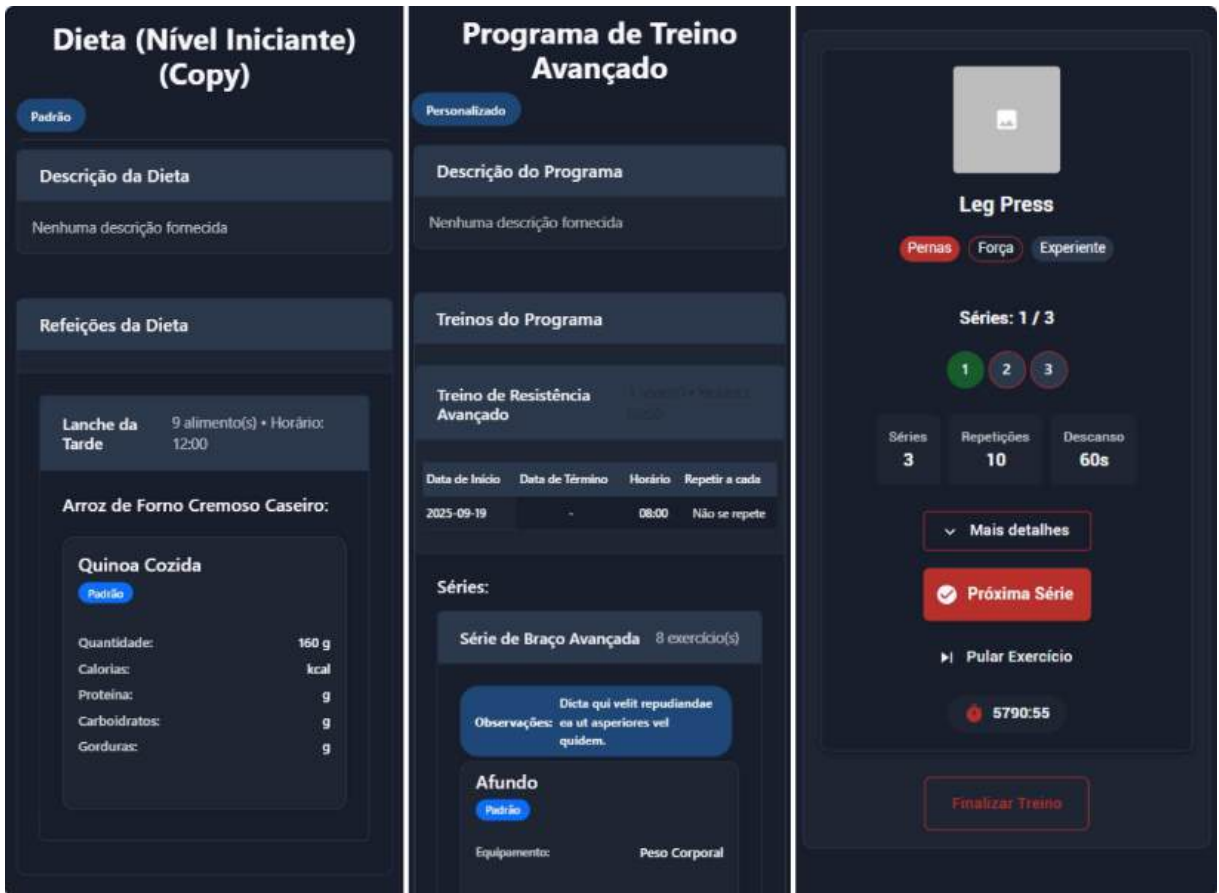 Dieta (Nível Iniciante)
(Copy)
Padrão
Descrição da Dieta
Nenhuma descrição fornecida
Refeições da Dieta
Lanche da
Tarde
9 alimento(s) • Horário:
12:00
Arroz de Forno Cremoso Caseiro:
Quinoa Cozida
Padrão
Quantidade: 160 g
Calorias: kcal
Proteína: g
Carboidratos: g
Gorduras: g
Programa de Treino
Avançado
Personalizado
Descrição do Programa
Nenhuma descrição fornecida
Treinos do Programa
Treino de Resistência
Avançado
Data de Início Data de Término Horário Repetir a cada
2025-09-19 - 08:00 Não se repete
Séries:
Série de Braço Avançada 8 exercício(s)
Observações: Dicta qui velit repudiandae
ea ut asperiores vel
quidem.
Afundo
Padrão
Equipamento: Peso Corporal
Leg Press
Pernas Força Experiente
Séries: 1 / 3
1 2 3
Séries Repetições Descanso
3 10 60s
Mais detalhes
Próxima Série
Pular Exercício
5790:55
Finalizar Treino